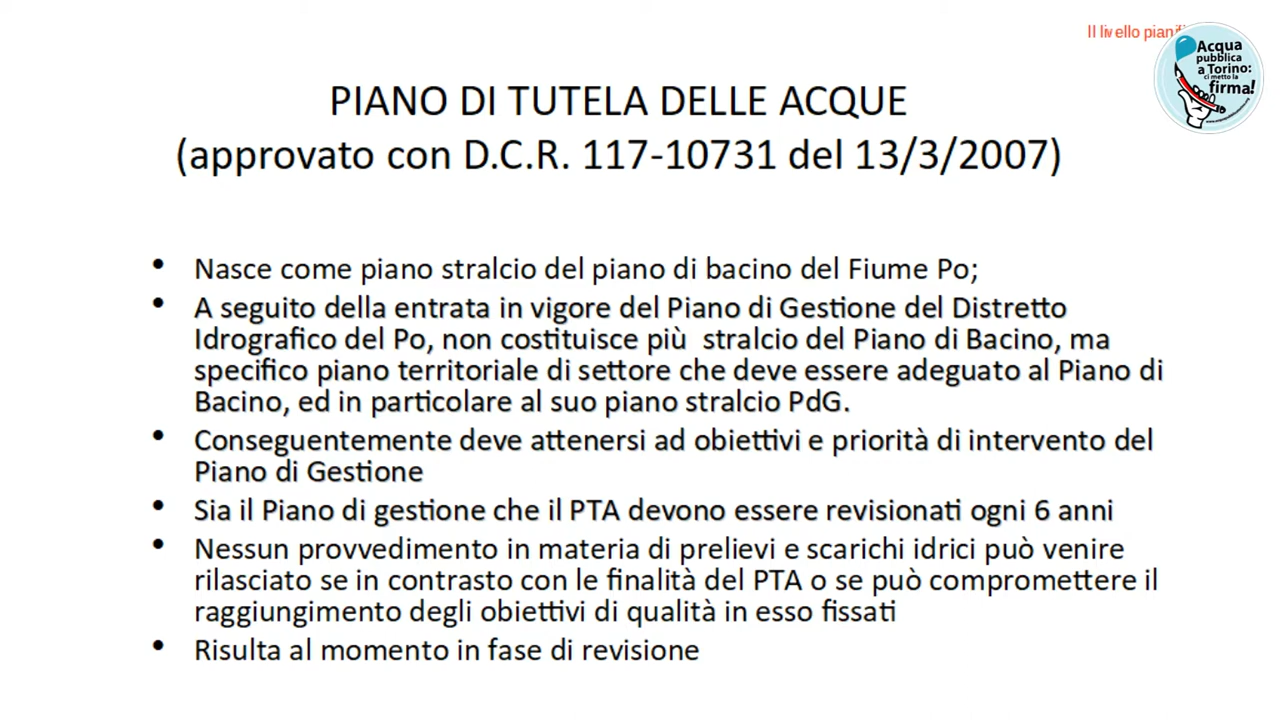 Il livello
PIANO DI TUTELA DELLE ACQUE
(approvato con D.C.R. 117-10731 del 13/3/2007)
Acqua
pubblica
a Torino:
ci metto la
firma!
• Nasce come piano stralcio del piano di bacino del Fiume Po;
• A seguito della entrata in vigore del Piano di Gestione del Distretto
Idrografico del Po, non costituisce più stralcio del Piano di Bacino, ma
specifico piano territoriale di settore che deve essere adeguato al Piano di
Bacino, ed in particolare al suo piano stralcio PdG.
• Conseguentemente deve attenersi ad obiettivi e priorità di intervento del
Piano di Gestione
• Sia il Piano di gestione che il PTA devono essere revisionati ogni 6 anni
• Nessun provvedimento in materia di prelievi e scarichi idrici può venire
rilasciato se in contrasto con le finalità del PTA o se può compromettere il
raggiungimento degli obiettivi di qualità in esso fissati
• Risulta al momento in fase di revisione